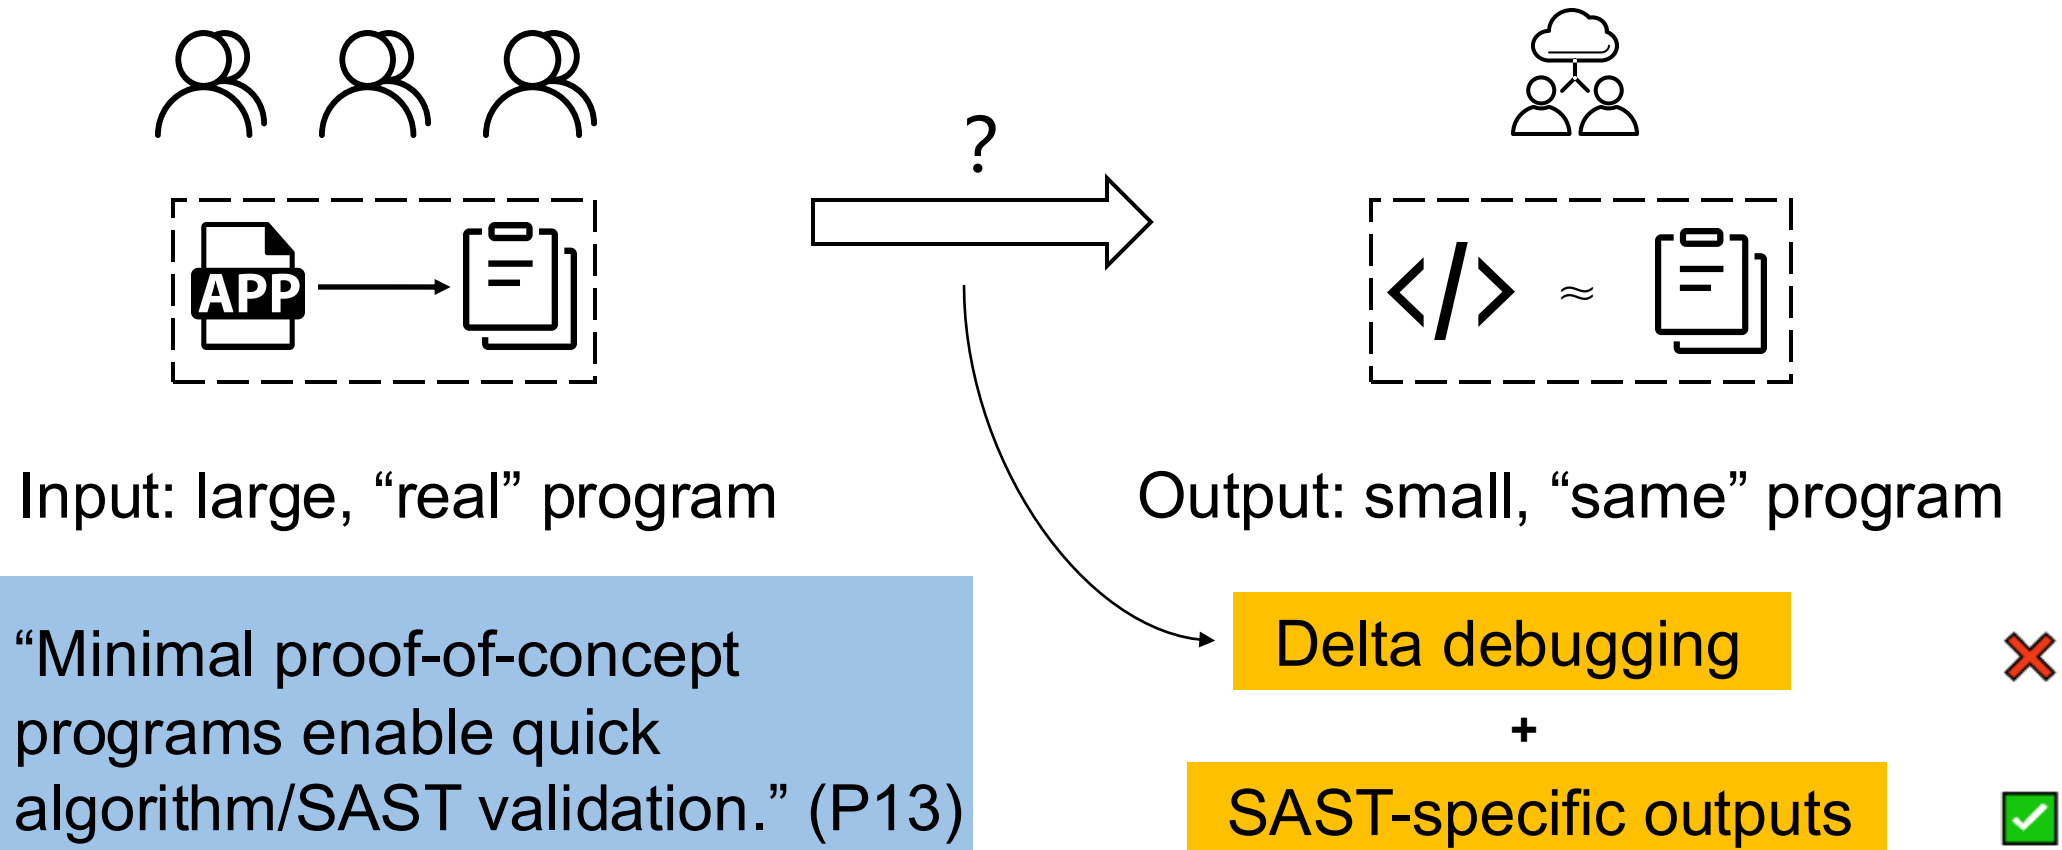 ?
APP
</>
≈
Input: large, “real” program
Output: small, “same” program
“Minimal proof-of-concept
programs enable quick
algorithm/SAST validation.” (P13)
Delta debugging
+
SAST-specific outputs